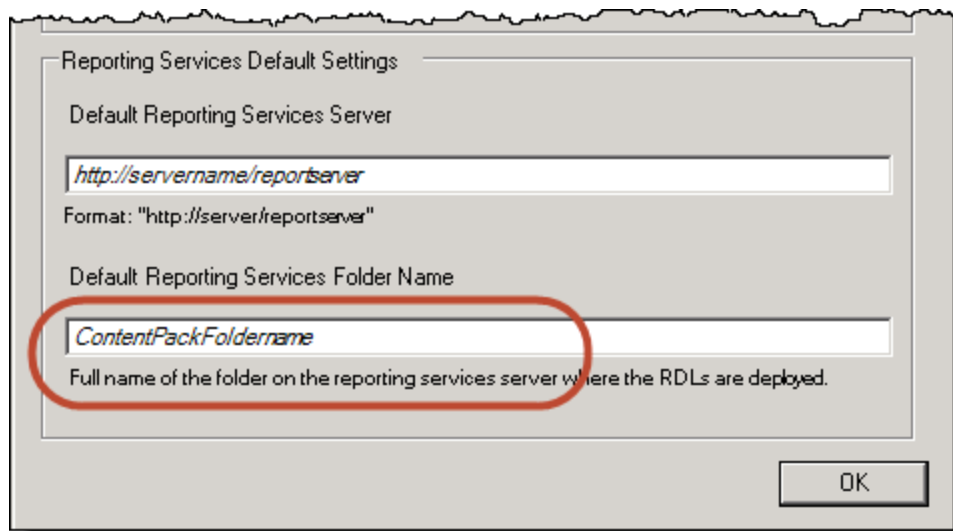 Reporting Services Default Settings
Default Reporting Services Server
http://servername/reportserver
Format: "http://server/reportserver"
Default Reporting Services Folder Name
ContentPackFoldername
Full name of the folder on the reporting services server where the RDLs are deployed.
OK